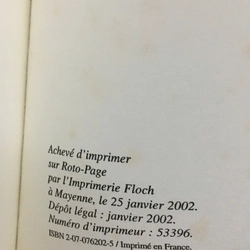 Achevé d'imprimer
sur Roto-Page
par l'Imprimerie Floch
à Mayenne, le 25 janvier 2002.
Dépôt légal : janvier 2002.
Numéro d'imprimeur : 53396.
ISBN 2-07-076202-5 / Imprimé en France.